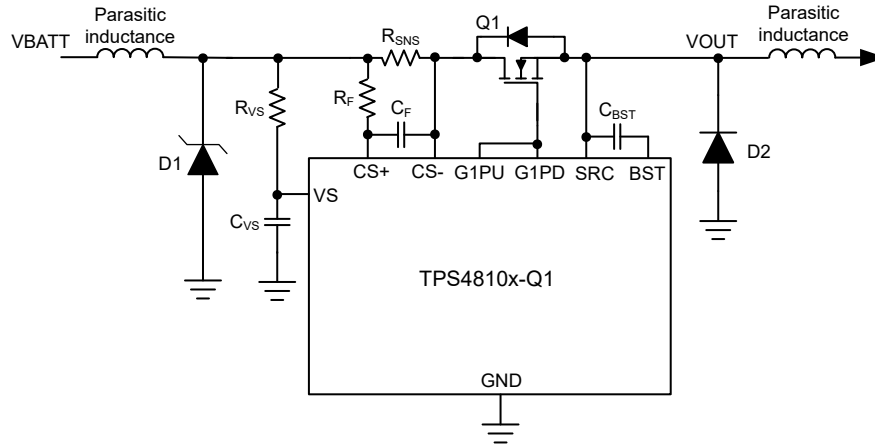 Q1
Parasitic
inductance
Parasitic
inductance
VBATT
RSNS
VOUT
RVS
RF
CF
CBST
D1
D2
CS+
CS-
G1PU
G1PD
SRC
BST
VS
CVS
TPS4810x-Q1
GND